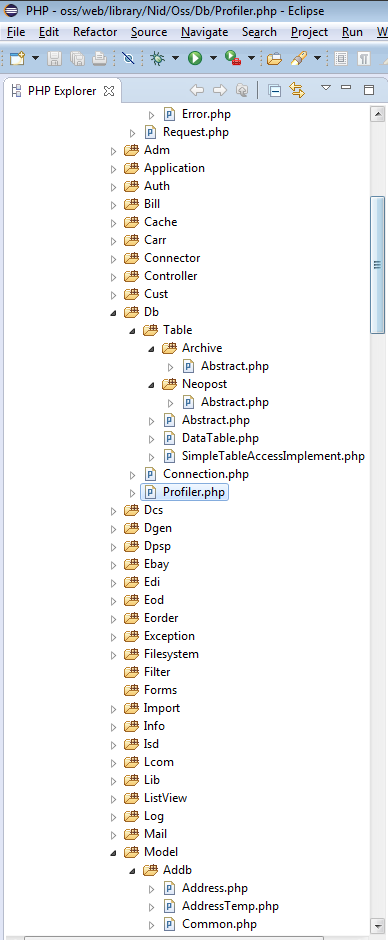 PHP - oss/web/library/Nid/Oss/Db/Profiler.php - Eclipse
File Edit Refactor Source Navigate Search Project Run W
PHP Explorer
Error.php
Request.php
Adm
Application
Auth
Bill
Cache
Carr
Connector
Controller
Cust
Db
Table
Archive
Abstract.php
Neopost
Abstract.php
Abstract.php
DataTable.php
SimpleTableAccessImplement.php
Connection.php
Profiler.php
Dcs
Dgen
Dpsp
Ebay
Edi
Eod
Eorder
Exception
Filesystem
Filter
Forms
Import
Info
Isd
Lcom
Lib
ListView
Log
Mail
Model
Addb
Address.php
AddressTemp.php
Common.php